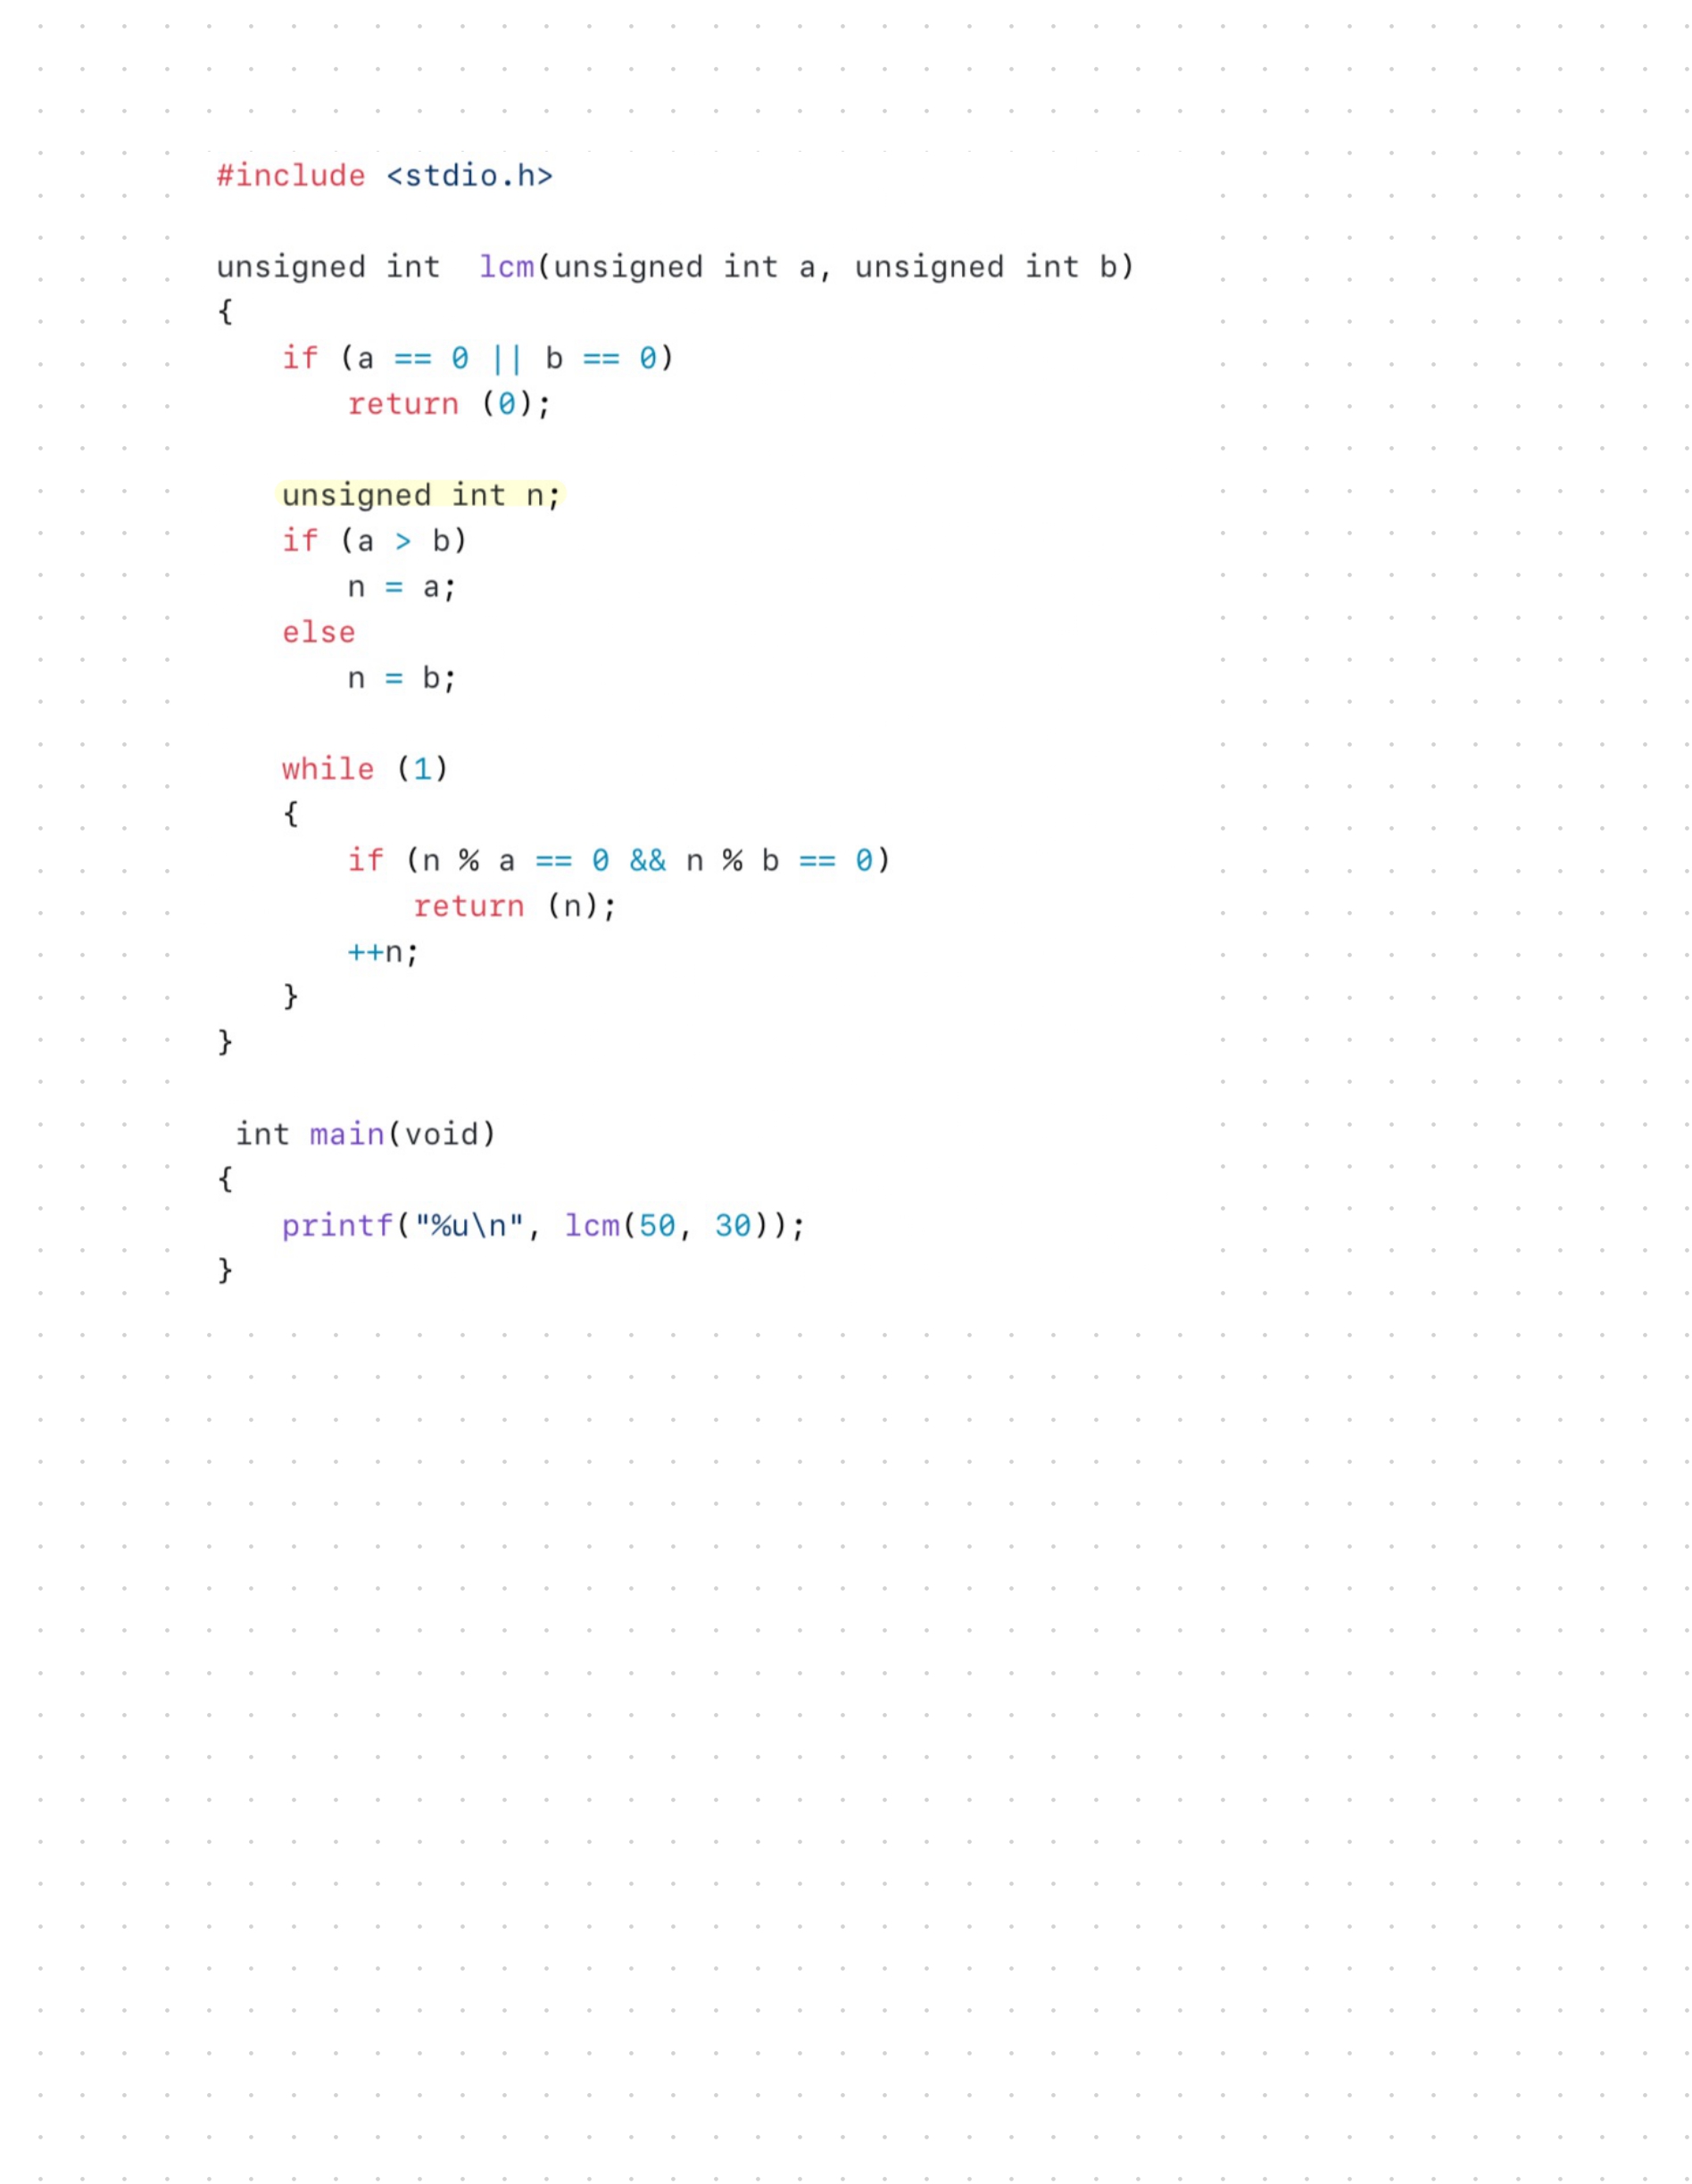 #include <stdio.h>
unsigned int  lcm(unsigned int a, unsigned int b)
{
    if (a == 0 || b == 0)
        return (0);
    unsigned int n;
    if (a > b)
        n = a;
    else
        n = b;
    while (1)
    {
        if (n % a == 0 && n % b == 0)
            return (n);
        ++n;
    }
}
 int main(void)
{
    printf("%u\n", lcm(50, 30));
}